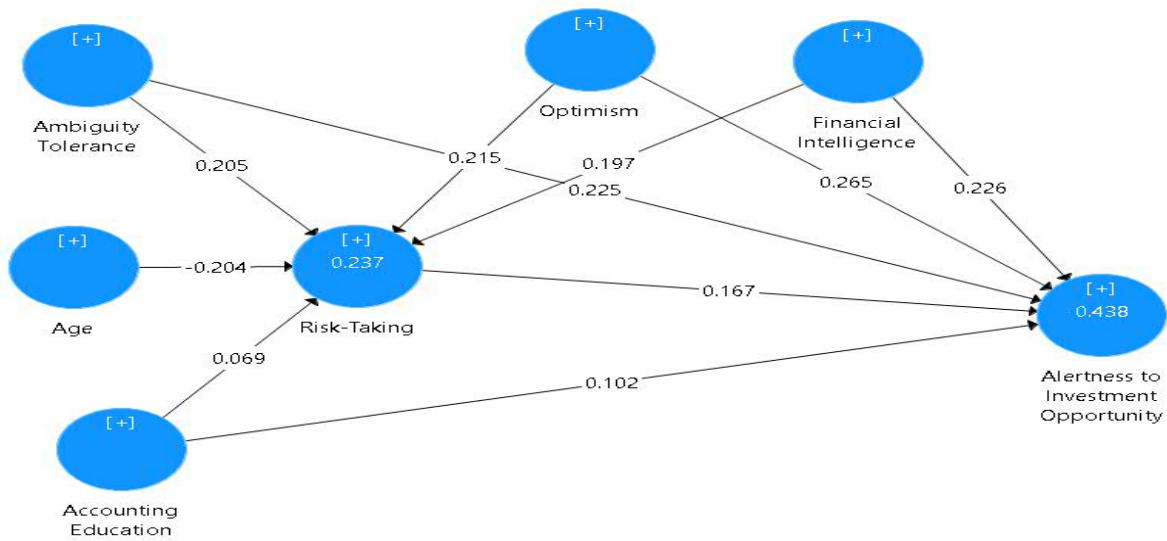 [+]
Ambiguity
Tolerance
[+]
Optimism
[+]
Financial
Intelligence
0.205
0.215
0.197
0.225
0.265
0.226
[+]
Age
-0.204
[+]
0.237
Risk-Taking
0.167
[+]
0.438
Alertness to
Investment
Opportunity
0.069
0.102
[+]
Accounting
Education